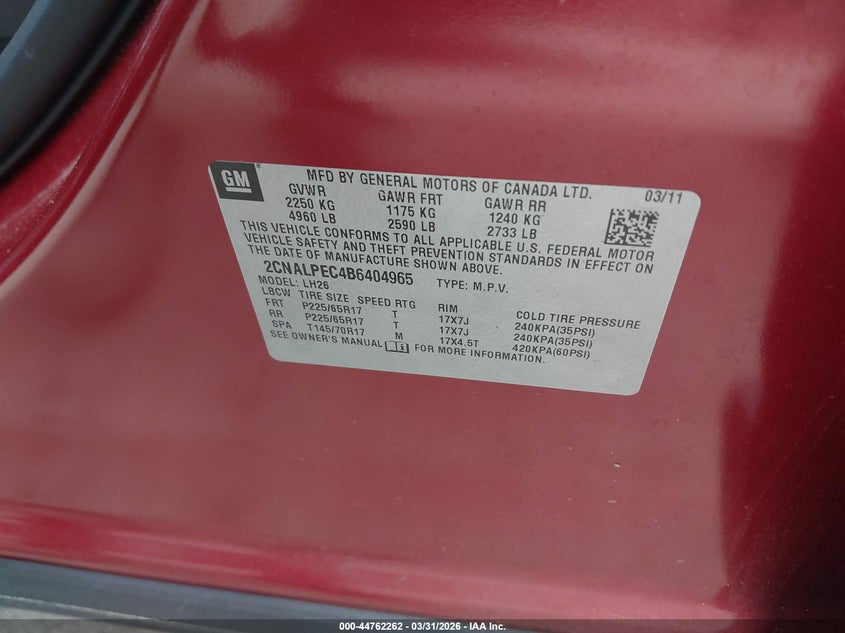 GM
MFD BY GENERAL MOTORS OF CANADA LTD. 03/11
GVWR GAWR FRT GAWR RR
2250 KG 1175 KG 1240 KG
4960 LB 2590 LB 2733 LB
THIS VEHICLE CONFORMS TO ALL APPLICABLE U.S. FEDERAL MOTOR
VEHICLE SAFETY AND THEFT PREVENTION STANDARDS IN EFFECT ON
THE DATE OF MANUFACTURE SHOWN ABOVE.
2CNALPEC4B6404965 TYPE: M.P.V.
MODEL: LH26
LBCW TIRE SIZE SPEED RTG RIM COLD TIRE PRESSURE
FRT P225/65R17 T 17X7J 240KPA(35PSI)
RR P225/65R17 T 17X7J 240KPA(35PSI)
SPA T145/70R17 M 17X4.5T 420KPA(60PSI)
SEE OWNER'S MANUAL FOR MORE INFORMATION.
000-44762262 - 03/31/2026 - IAA Inc.